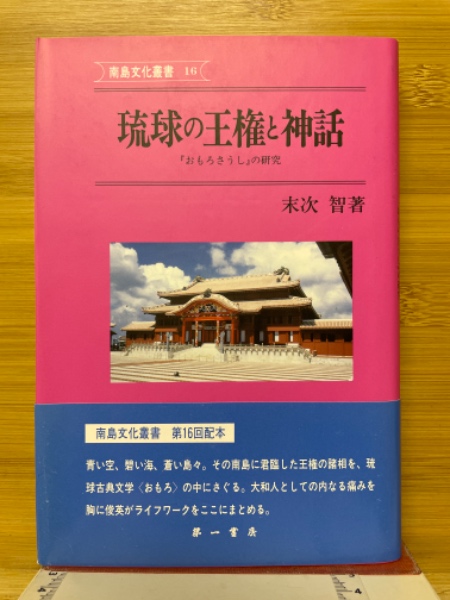 南島文化叢書 16
琉球の王権と神話
『おもろさうし』の研究
末次 智著
南島文化叢書 第16回配本
青い空、碧い海、蒼い島々。その南島に君臨した王権の諸相を、琉
球古典文学〈おもろ〉の中にさぐる。大和人としての内なる痛みを
胸に俊英がライフワークをここにまとめる。
第一書房